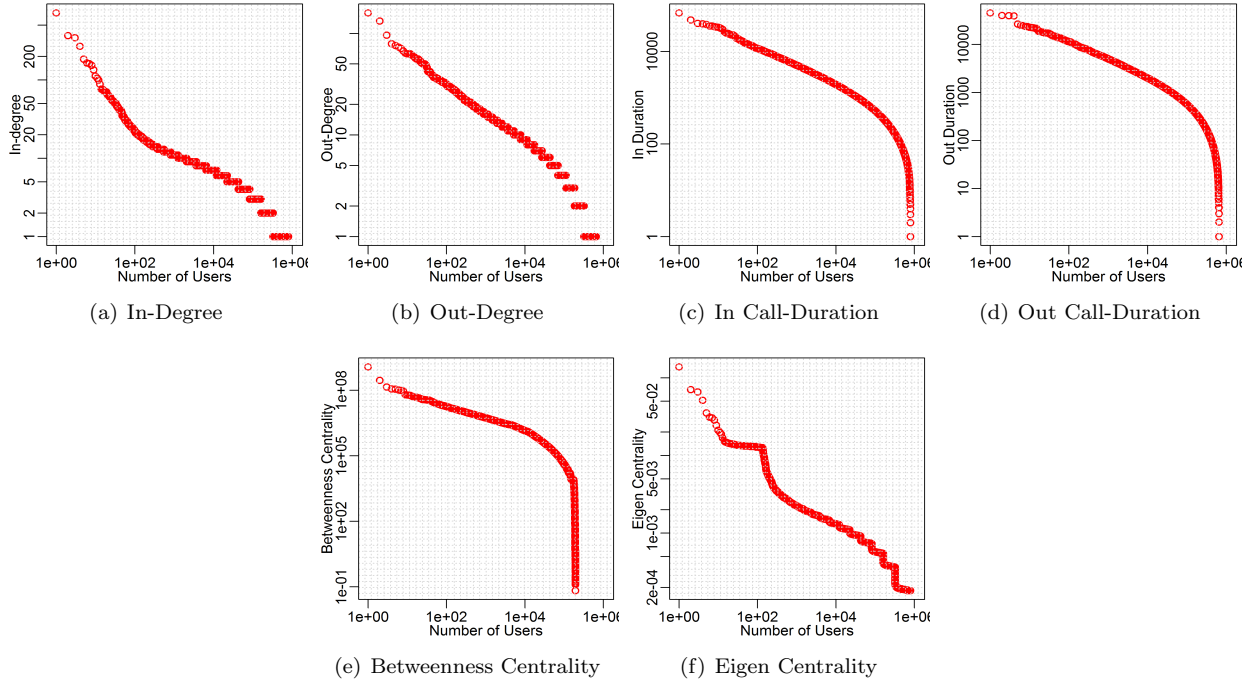 In-degree
1 2 5 10 20 50 200
1e+00 1e+02 1e+04 1e+06
Number of Users
(a) In-Degree
Out-Degree
1 2 5 10 20 50
1e+00 1e+02 1e+04 1e+06
Number of Users
(b) Out-Degree
In Duration
1 100 10000
1e+00 1e+02 1e+04 1e+06
Number of Users
(c) In Call-Duration
Out Duration
1 10 100 1000 10000
1e+00 1e+02 1e+04 1e+06
Number of Users
(d) Out Call-Duration
Betweenness Centrality
1e-01 1e+02 1e+05 1e+08
1e+00 1e+02 1e+04 1e+06
Number of Users
(e) Betweenness Centrality
Eigen Centrality
2e-04 1e-03 5e-03 5e-02
1e+00 1e+02 1e+04 1e+06
Number of Users
(f) Eigen Centrality